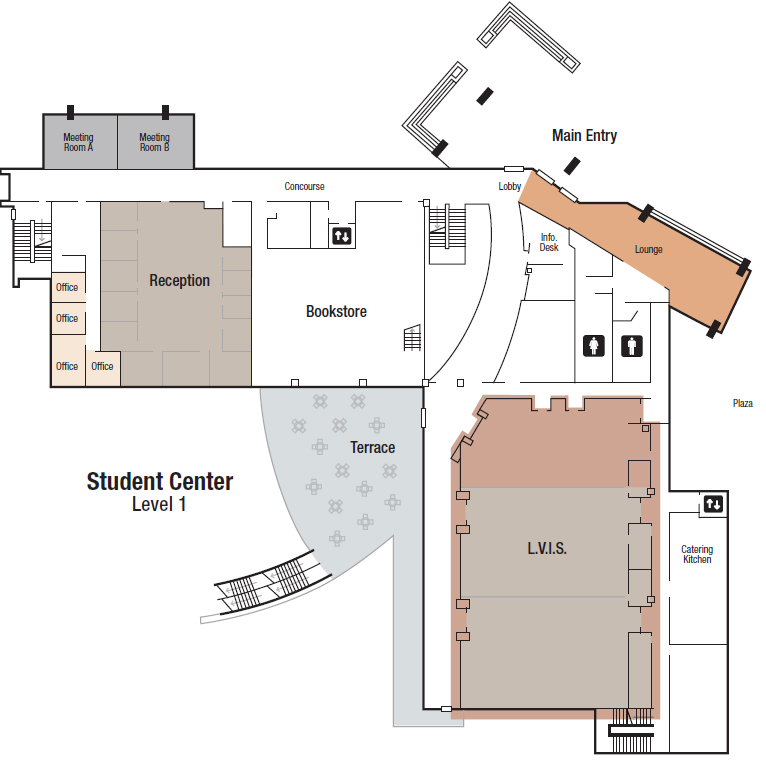 Main Entry
Meeting
Room A
Meeting
Room B
Concourse
Lobby
Info.
Desk
Lounge
Reception
Office
Office
Office
Office
Bookstore
Plaza
Terrace
Student Center
Level 1
L.V.I.S.
Catering
Kitchen